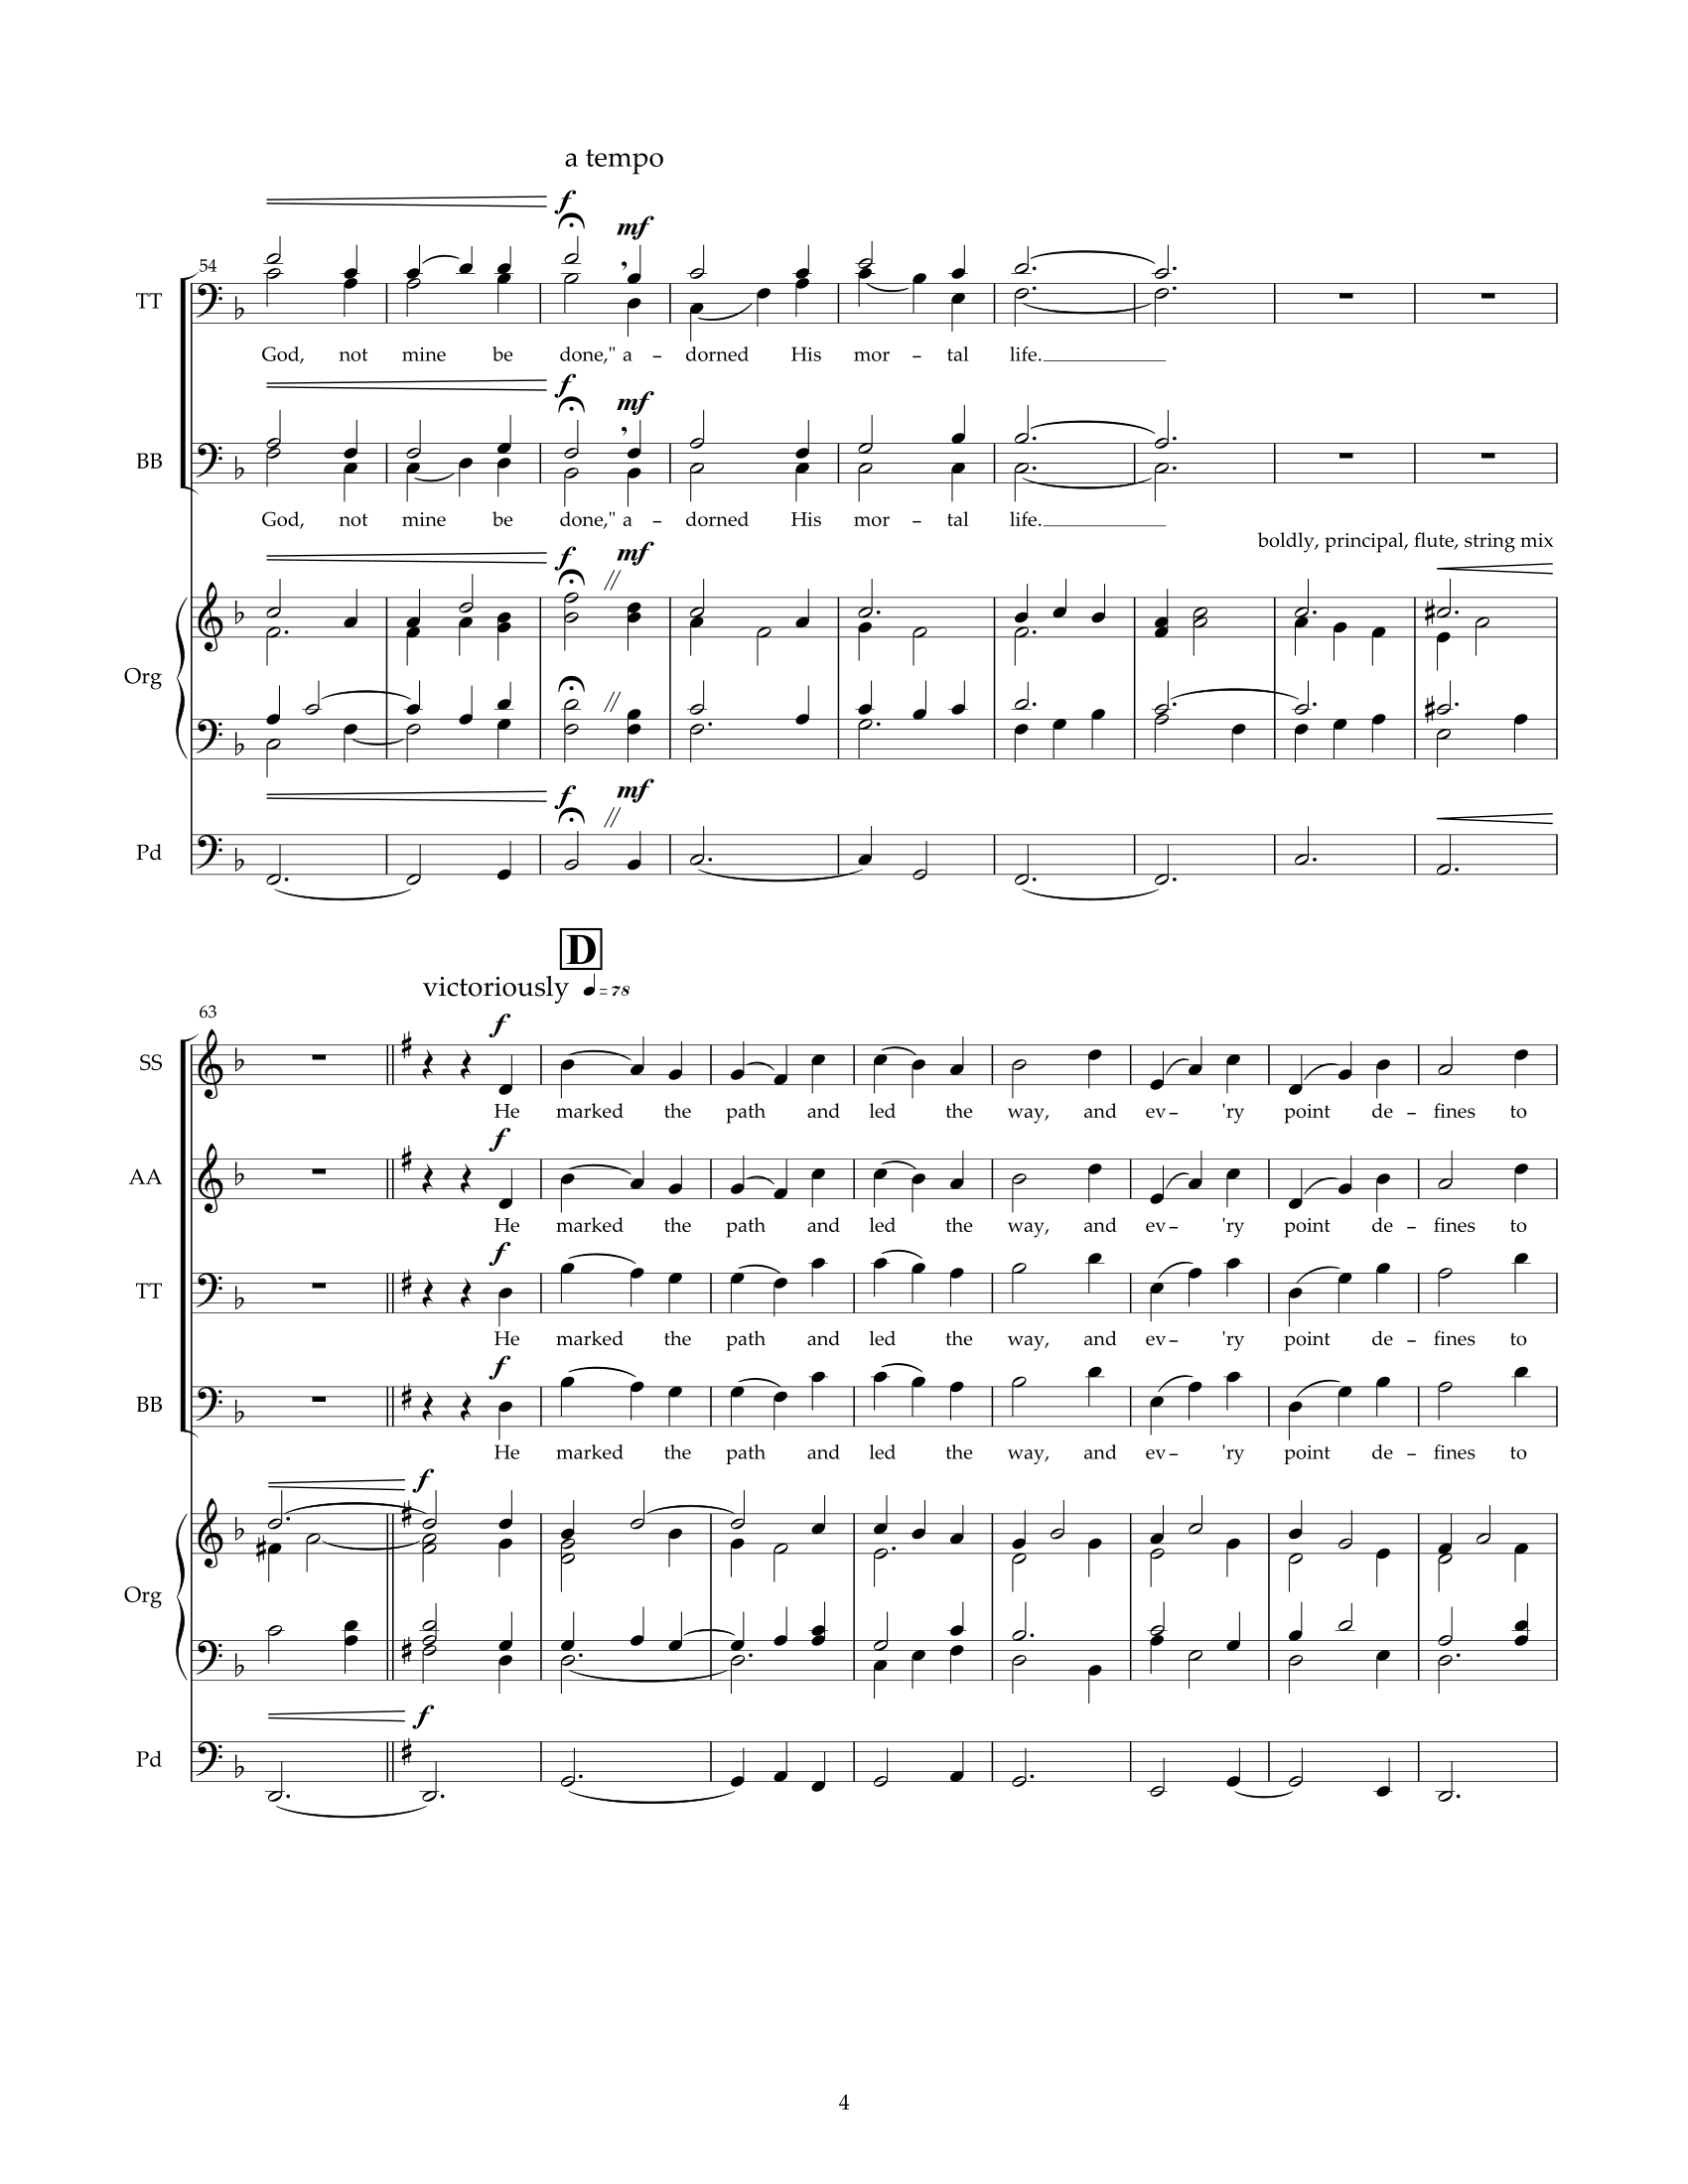 a tempo
f
mf
54
TT
God, not mine be done," a - dorned His mor - tal life.
f
mf
BB
God, not mine be done," a - dorned His mor - tal life.
boldly, principal, flute, string mix
f
mf
Org
f
mf
Pd
D
victoriously ♩=78
63
f
SS
He marked the path and led the way, and ev- 'ry point de - fines to
f
AA
He marked the path and led the way, and ev- 'ry point de - fines to
f
TT
He marked the path and led the way, and ev- 'ry point de - fines to
f
BB
He marked the path and led the way, and ev- 'ry point de - fines to
f
Org
f
Pd
4